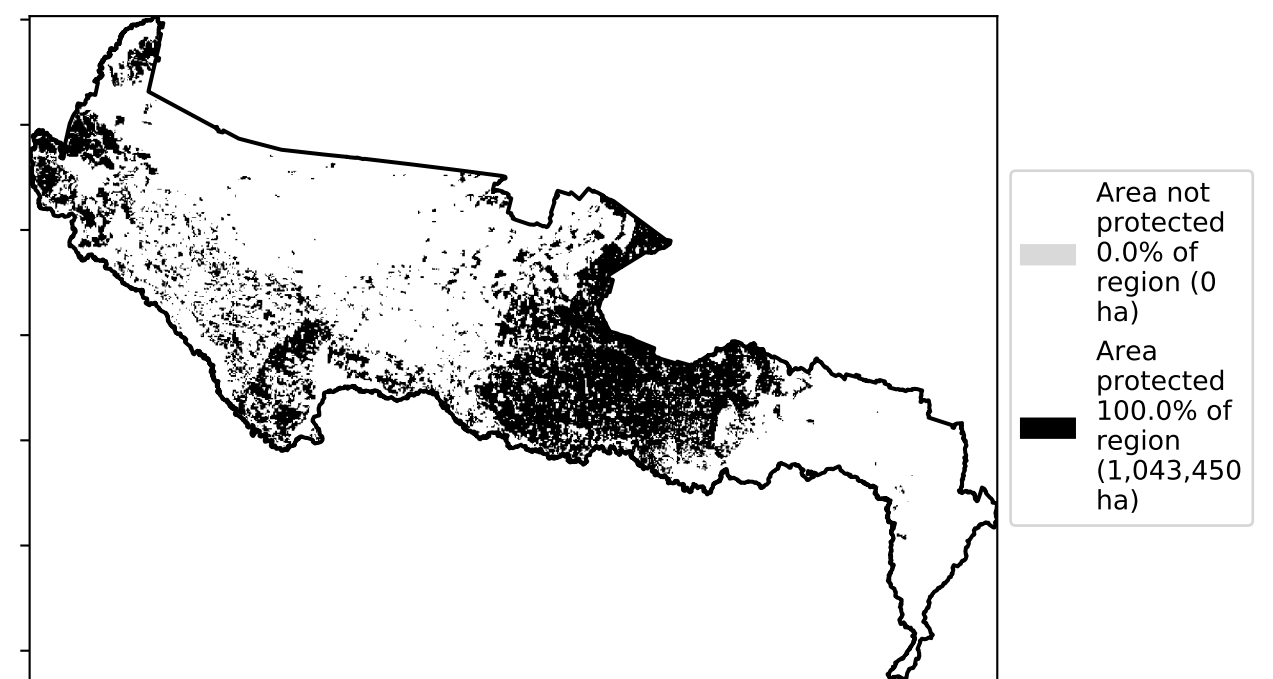 Area not
protected
0.0% of
region (0
ha)
Area
protected
100.0% of
region
(1,043,450
ha)